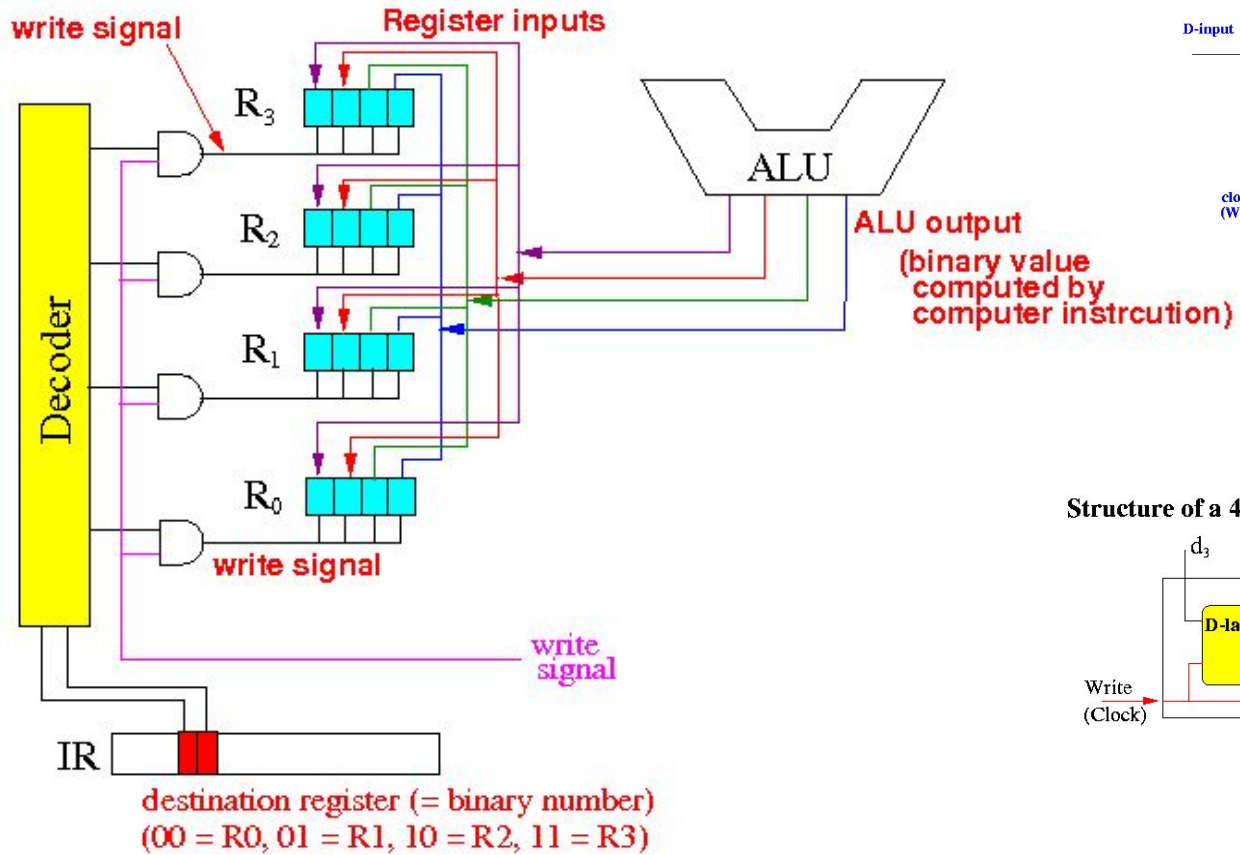 write signal
Register inputs
D-input
R3
ALU
R2
ALU output
(binary value
computed by
computer instrcution)
Decoder
R1
R0
write signal
Structure of a 4
d3
write
signal
Write
(Clock)
IR
destination register (= binary number)
(00 = R0, 01 = R1, 10 = R2, 11 = R3)